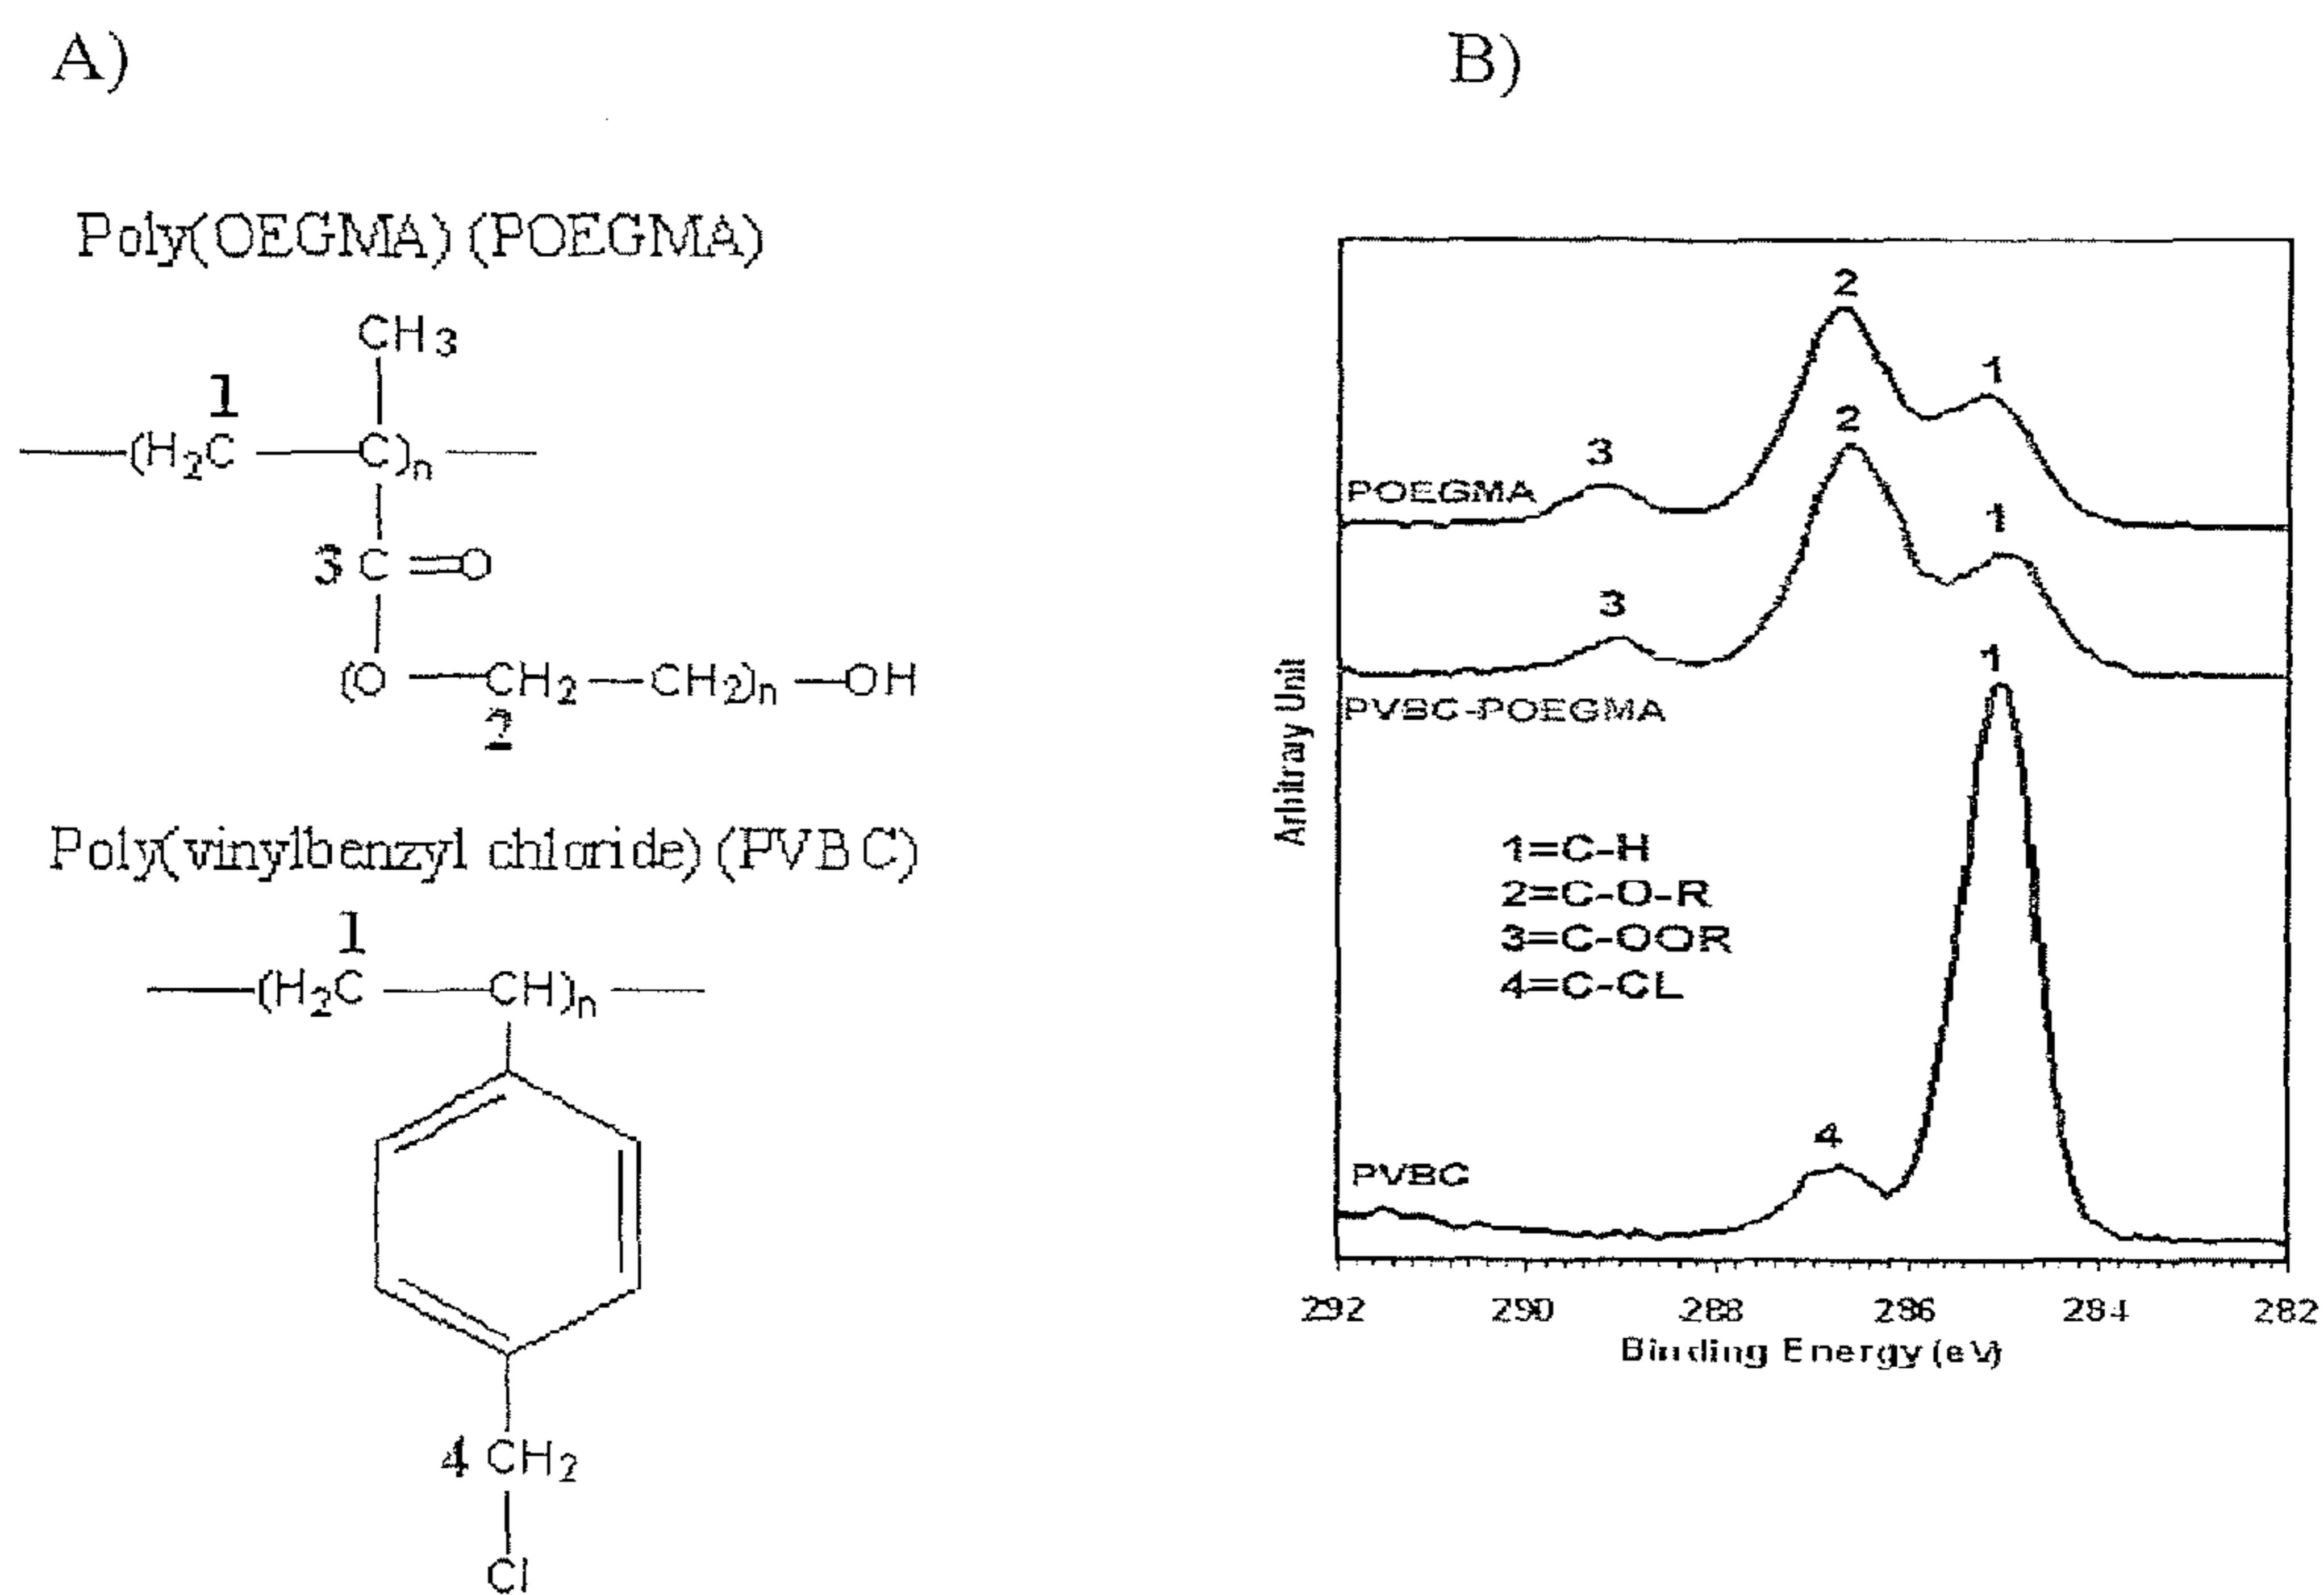 A)
Poly(OEGMA)(POEGMA)
CH3
1
(H2C C)n
3 C O
(O CH2 CH2)n OH
2
Poly(vinylbenzyl chloride)(PVBC)
1
(H2C CH)n
4 CH2
Cl
B)
2
1
3
POEGMA
2
1
3
1
PVBC-POEGMA
Arbitray Unit
1=C-H
2=C-O-R
3=C-OOR
4=C-CL
4
PVBC
292 290 288 286 284 282
Binding Energy (eV)